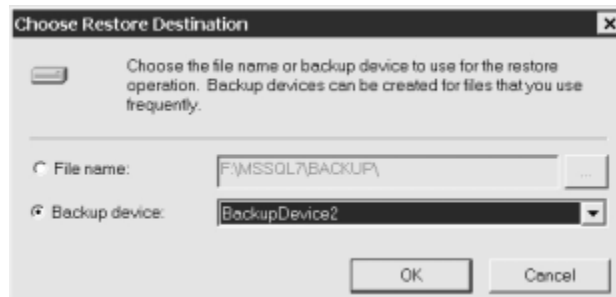 Choose Restore Destination
Choose the file name or backup device to use for the restore
operation. Backup devices can be created for files that you use
frequently.
File name: F:\MSSQL7\BACKUP\ ...
Backup device: BackupDevice2
OK Cancel